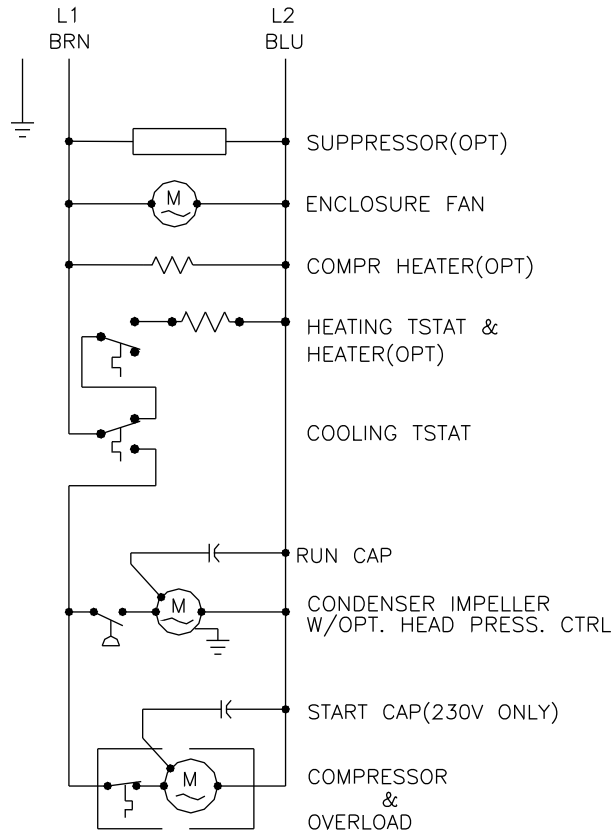 L1 L2
BRN BLU
SUPPRESSOR(OPT)
M
ENCLOSURE FAN
COMPR HEATER(OPT)
HEATING TSTAT &
HEATER(OPT)
COOLING TSTAT
RUN CAP
M
CONDENSER IMPELLER
W/OPT. HEAD PRESS. CTRL
START CAP(230V ONLY)
M
COMPRESSOR
&
OVERLOAD